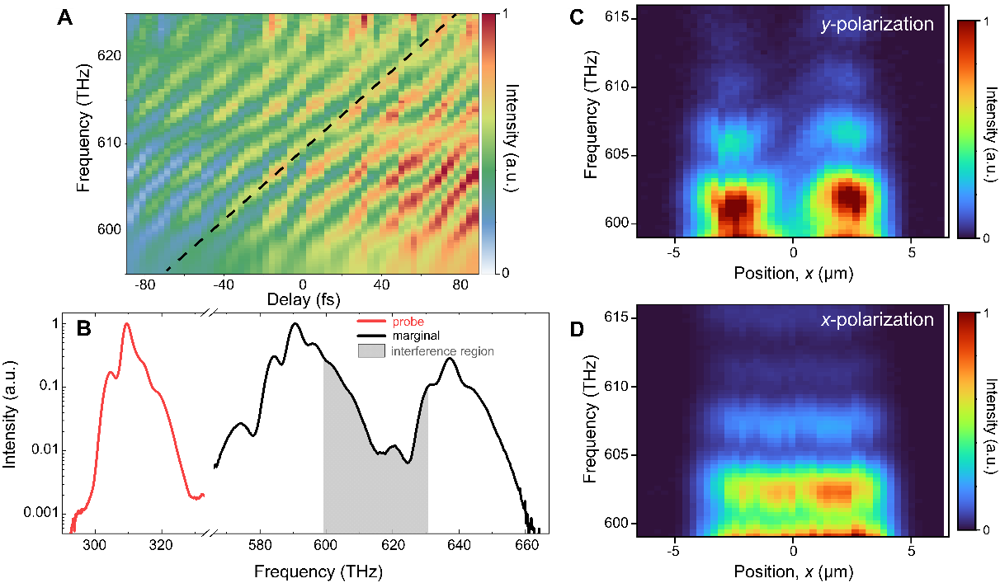 A
Frequency (THz)
620
610
600
-80
-40
0
40
80
Delay (fs)
1
0
Intensity (a.u.)
B
probe
marginal
interference region
Intensity (a.u.)
1
0.1
0.01
0.001
300
320
580
600
620
640
660
Frequency (THz)
C
y-polarization
Frequency (THz)
615
610
605
600
-5
0
5
Position, x (μm)
1
0
Intensity (a.u.)
D
x-polarization
Frequency (THz)
615
610
605
600
-5
0
5
Position, x (μm)
1
0
Intensity (a.u.)